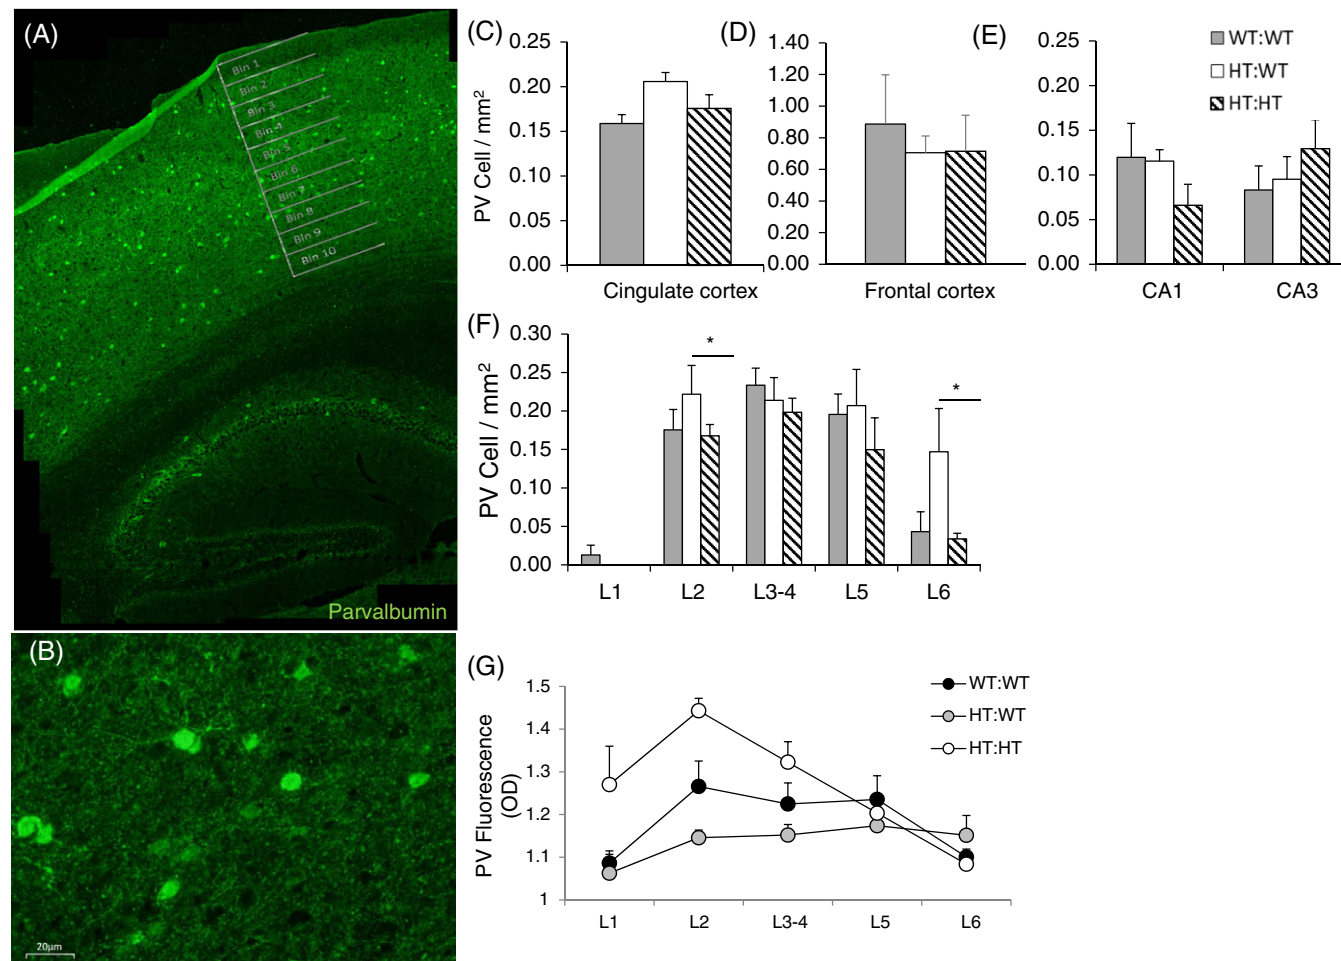 (A)
Bin 1
Bin 2
Bin 3
Bin 4
Bin 5
Bin 6
Bin 7
Bin 8
Bin 9
Bin 10
Parvalbumin
(B)
20µm
(C)
PV Cell / mm²
0.25
0.20
0.15
0.10
0.05
0.00
Cingulate cortex
(D)
1.40
1.20
1.00
0.80
0.60
0.40
0.20
0.00
Frontal cortex
(E)
0.25
0.20
0.15
0.10
0.05
0.00
CA1 CA3
WT:WT
HT:WT
HT:HT
(F)
PV Cell / mm²
0.30
0.25
0.20
0.15
0.10
0.05
0.00
*
*
L1 L2 L3-4 L5 L6
(G)
PV Fluorescence
(OD)
1.5
1.4
1.3
1.2
1.1
1
L1 L2 L3-4 L5 L6
WT:WT
HT:WT
HT:HT